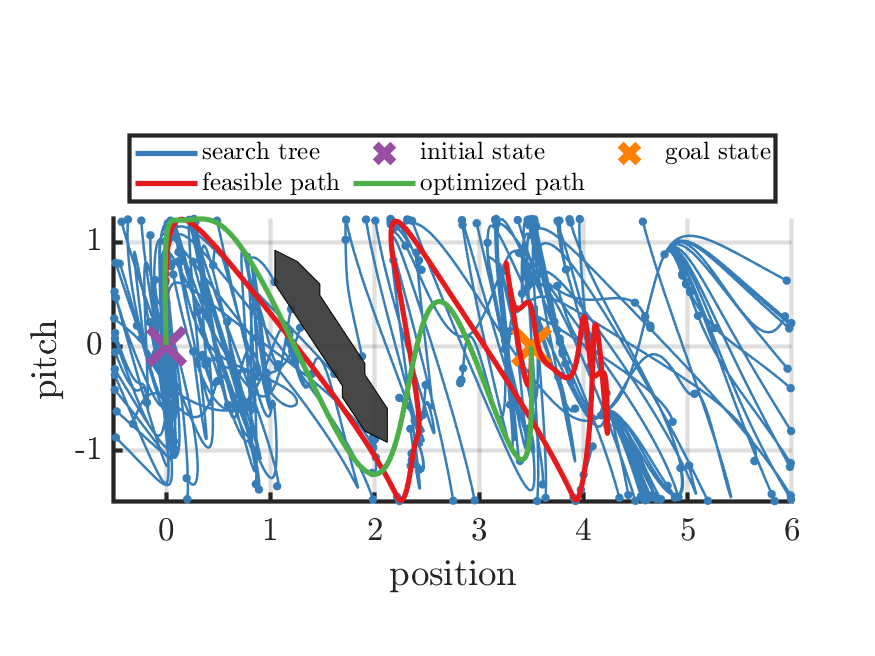 search tree initial state goal state
feasible path optimized path
1
0
-1
pitch
0 1 2 3 4 5 6
position